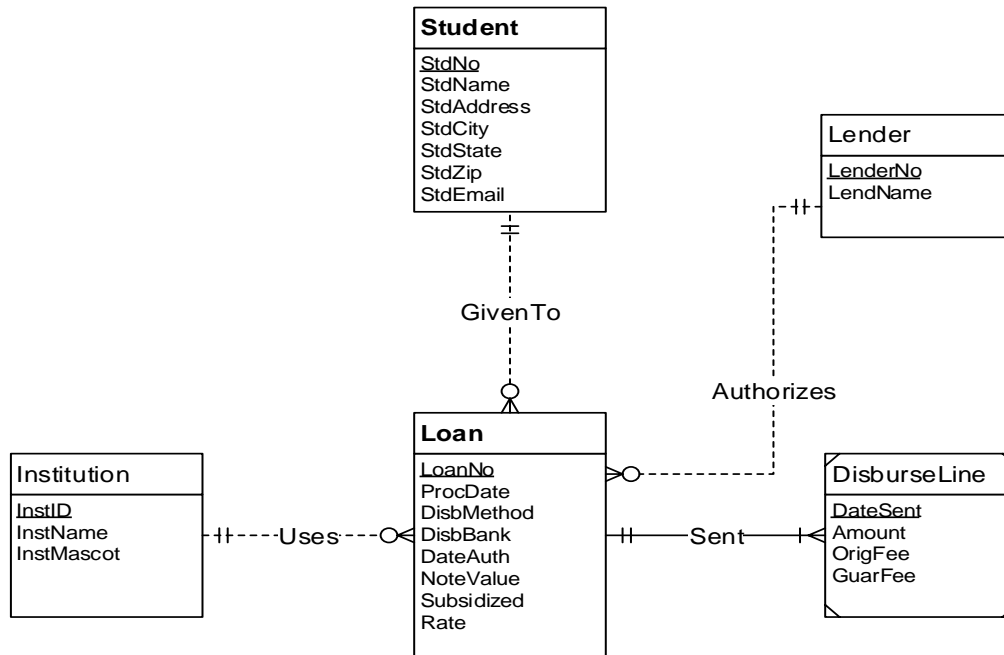 Student
StdNo
StdName
StdAddress
StdCity
StdState
StdZip
StdEmail
Lender
LenderNo
LendName
GivenTo
Authorizes
Institution
InstID
InstName
InstMascot
Uses
Loan
LoanNo
ProcDate
DisbMethod
DisbBank
DateAuth
NoteValue
Subsidized
Rate
Sent
DisburseLine
DateSent
Amount
OrigFee
GuarFee